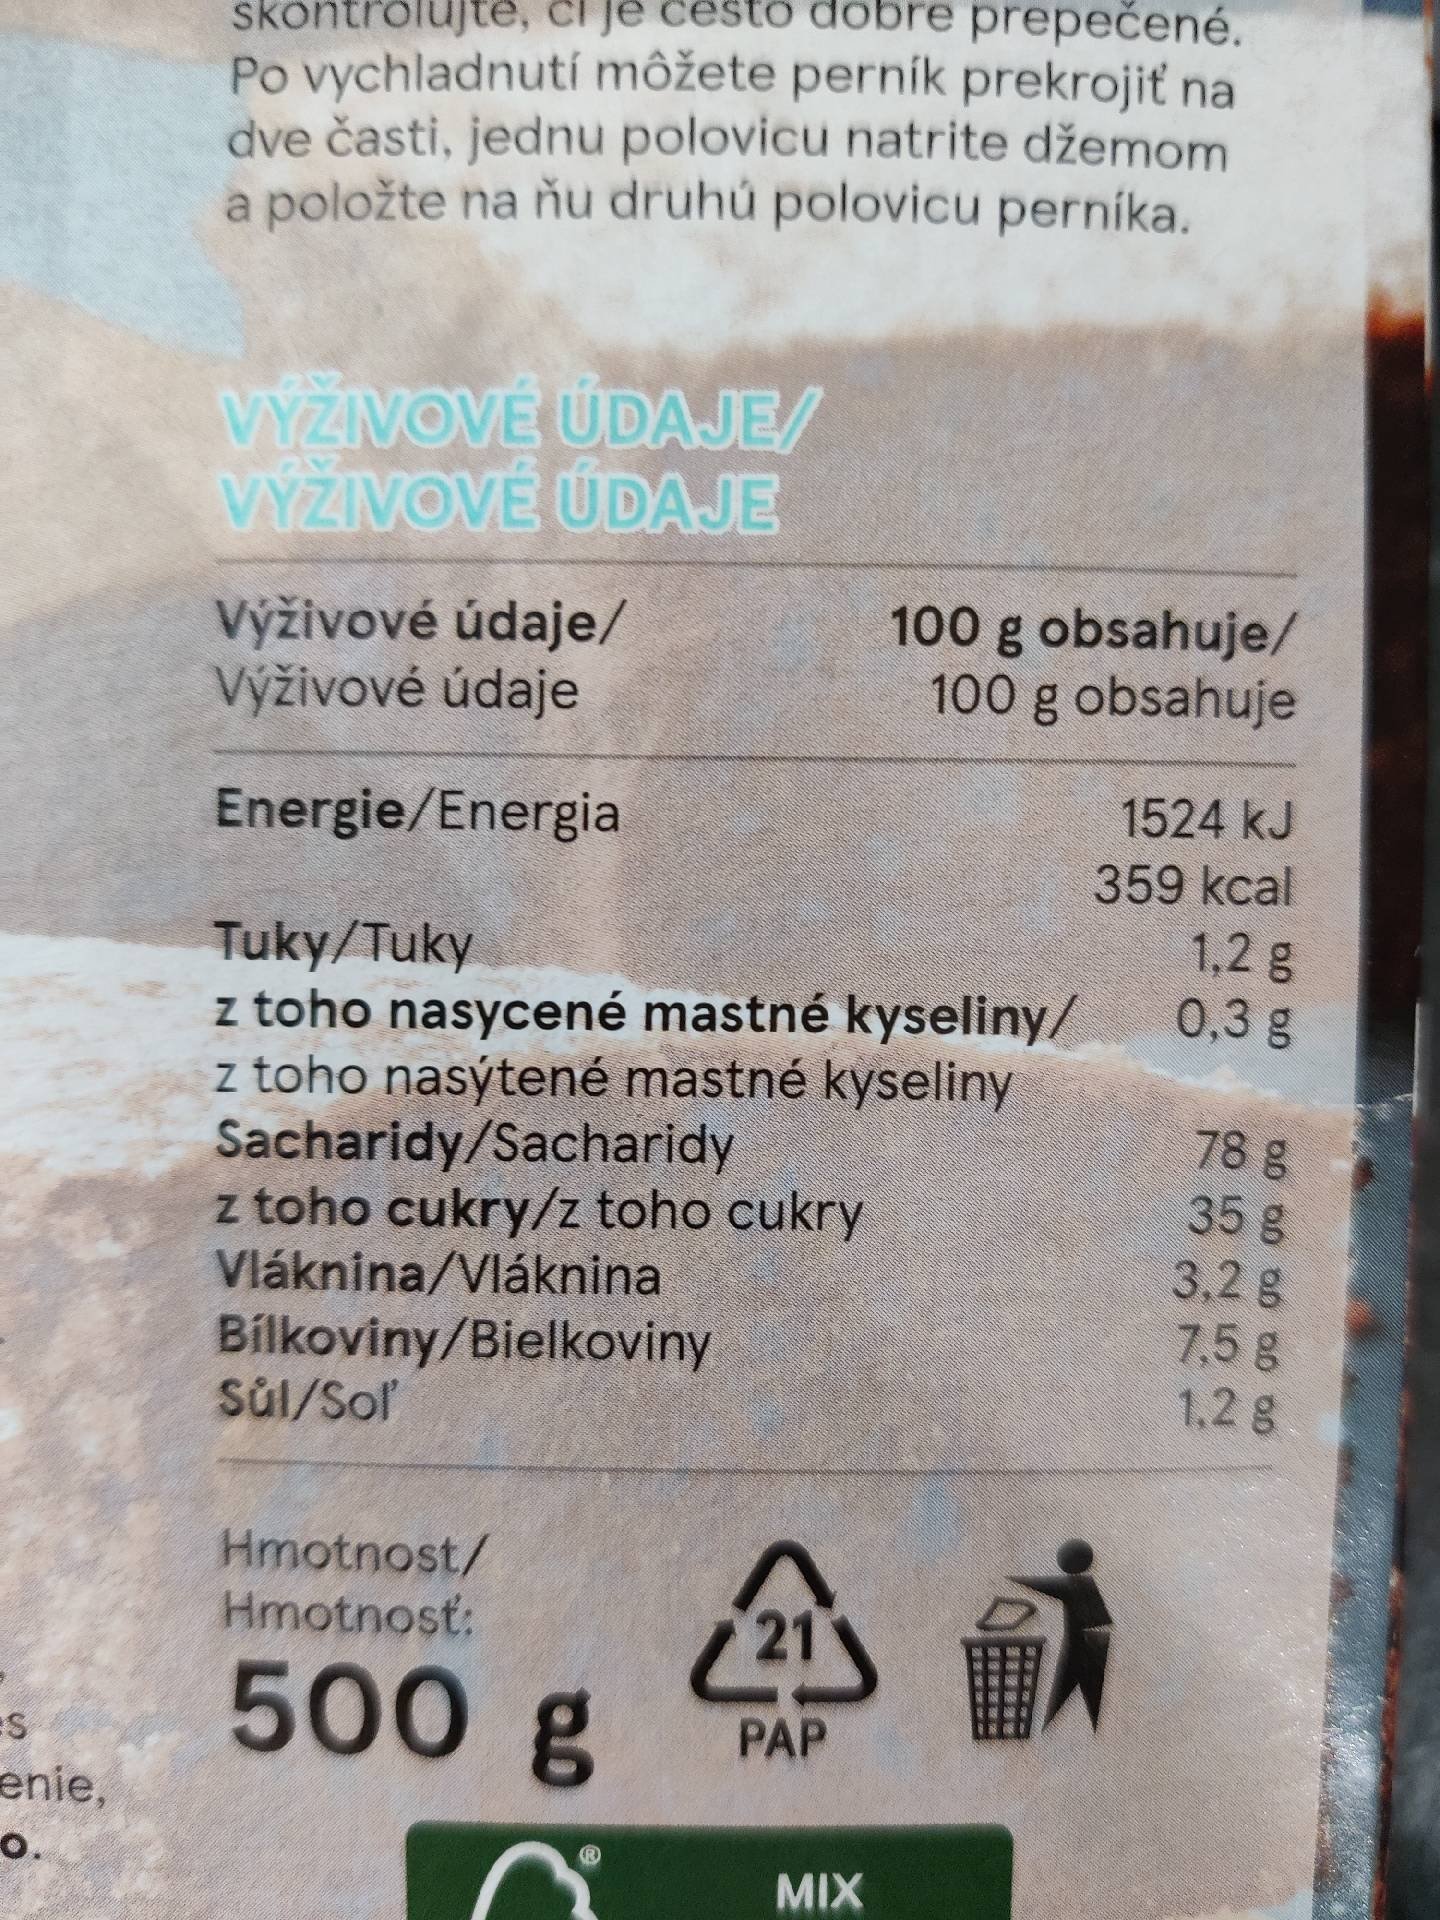 skontrolujte, či je cesto dobre prepečené.
Po vychladnutí môžete perník prekrojiť na
dve časti, jednu polovicu natrite džemom
a položte na ňu druhú polovicu perníka.
VÝŽIVOVÉ ÚDAJE/
VÝŽIVOVÉ ÚDAJE
Výživové údaje/ 100 g obsahuje/
Výživové údaje 100 g obsahuje
Energie/Energia 1524 kJ
359 kcal
Tuky/Tuky 1,2 g
z toho nasycené mastné kyseliny/ 0,3 g
z toho nasýtené mastné kyseliny
Sacharidy/Sacharidy 78 g
z toho cukry/z toho cukry 35 g
Vláknina/Vláknina 3,2 g
Bílkoviny/Bielkoviny 7,5 g
Sůl/Soľ 1,2 g
Hmotnost/
Hmotnosť:
500 g
21
PAP
enie,
o.
®
MIX